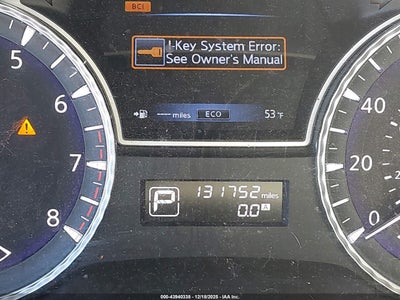 BCI
I-Key System Error:
See Owner's Manual
--- miles
ECO
53 °F
5
6
7
8
P
131752 miles
0.0 A
40
20
0
000-43940338 - 12/18/2025 - IAA Inc.